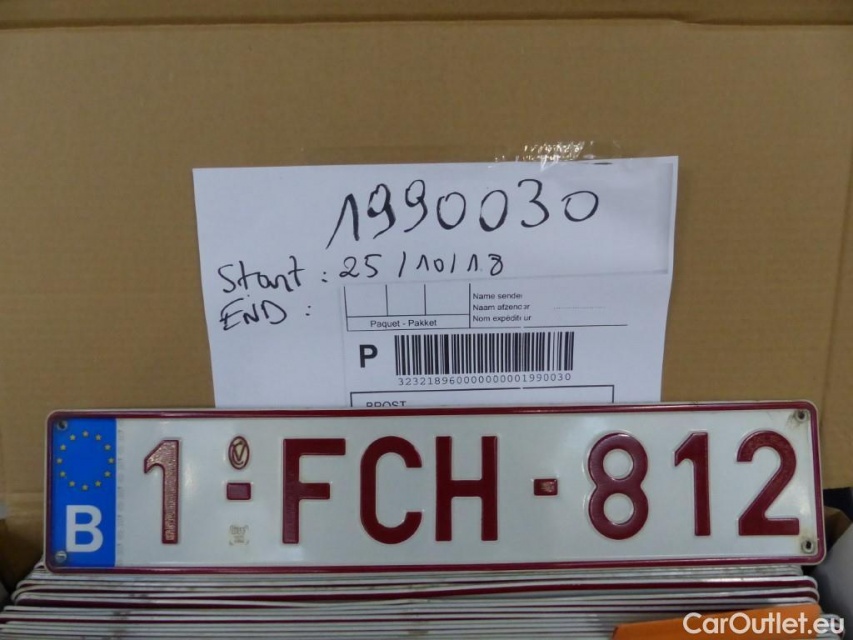 1990030
Start : 25/10/18
END :
Name sender
Naam afzender
Nom expéditeur
Paquet - Pakket
P
323218960000000001990030
BPOST
B 1-FCH-812
CarOutlet.eu